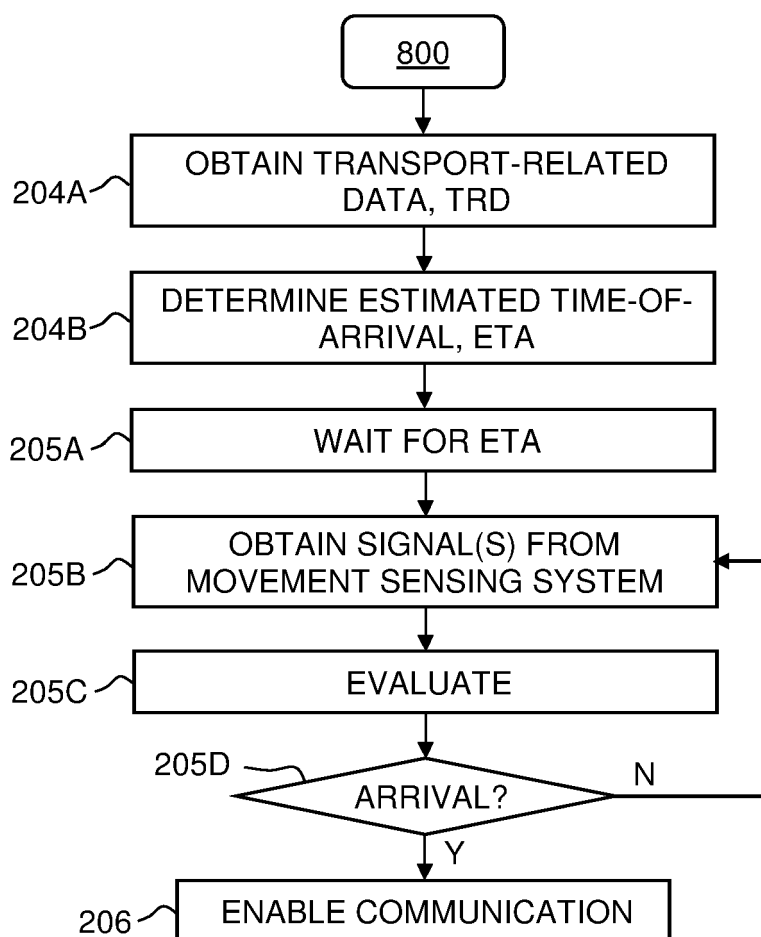 800
204A
OBTAIN TRANSPORT-RELATED
DATA, TRD
204B
DETERMINE ESTIMATED TIME-OF-
ARRIVAL, ETA
205A
WAIT FOR ETA
205B
OBTAIN SIGNAL(S) FROM
MOVEMENT SENSING SYSTEM
205C
EVALUATE
205D
ARRIVAL?
N
Y
206
ENABLE COMMUNICATION